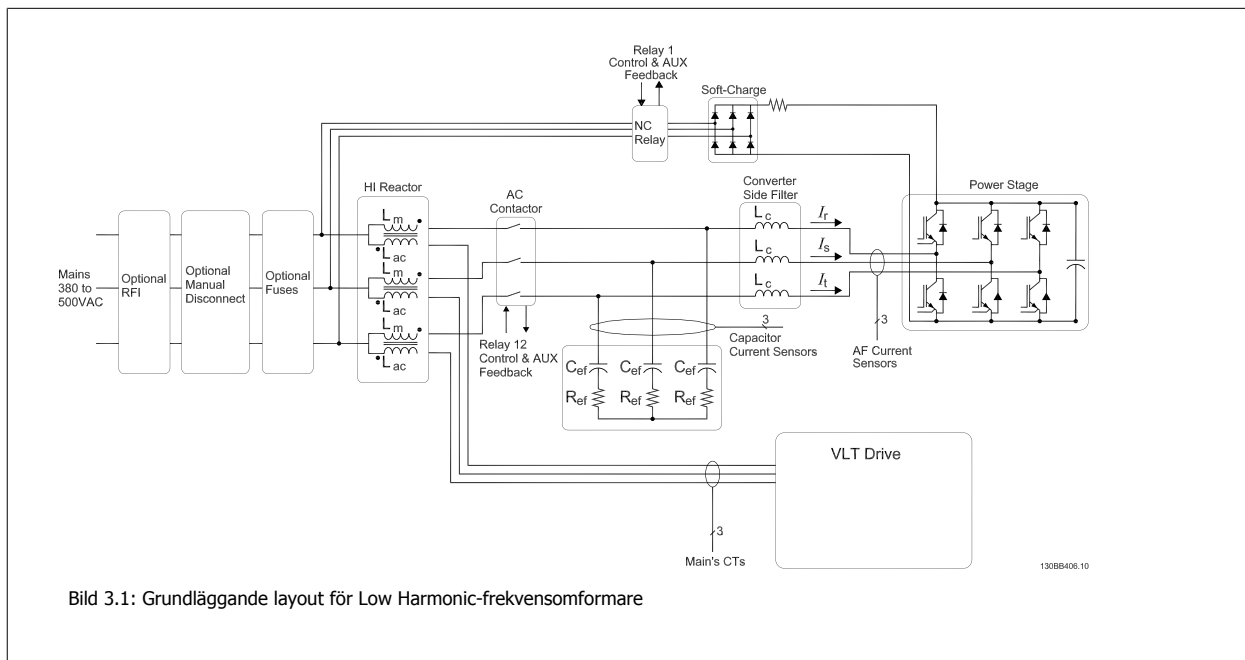 Relay 1
Control & AUX
Feedback
Soft-Charge
NC
Relay
HI Reactor
AC
Contactor
Converter
Side Filter
Power Stage
Mains
380 to
500VAC
Optional
RFI
Optional
Manual
Disconnect
Optional
Fuses
Lm
Lac
Lm
Lac
Lm
Lac
Lc
Lc
Lc
Ir
Is
It
Relay 12
Control & AUX
Feedback
3
Capacitor
Current Sensors
3
AF Current
Sensors
Cef
Cef
Cef
Ref
Ref
Ref
VLT Drive
3
Main's CTs
130BB406.10
Bild 3.1: Grundläggande layout för Low Harmonic-frekvensomformare